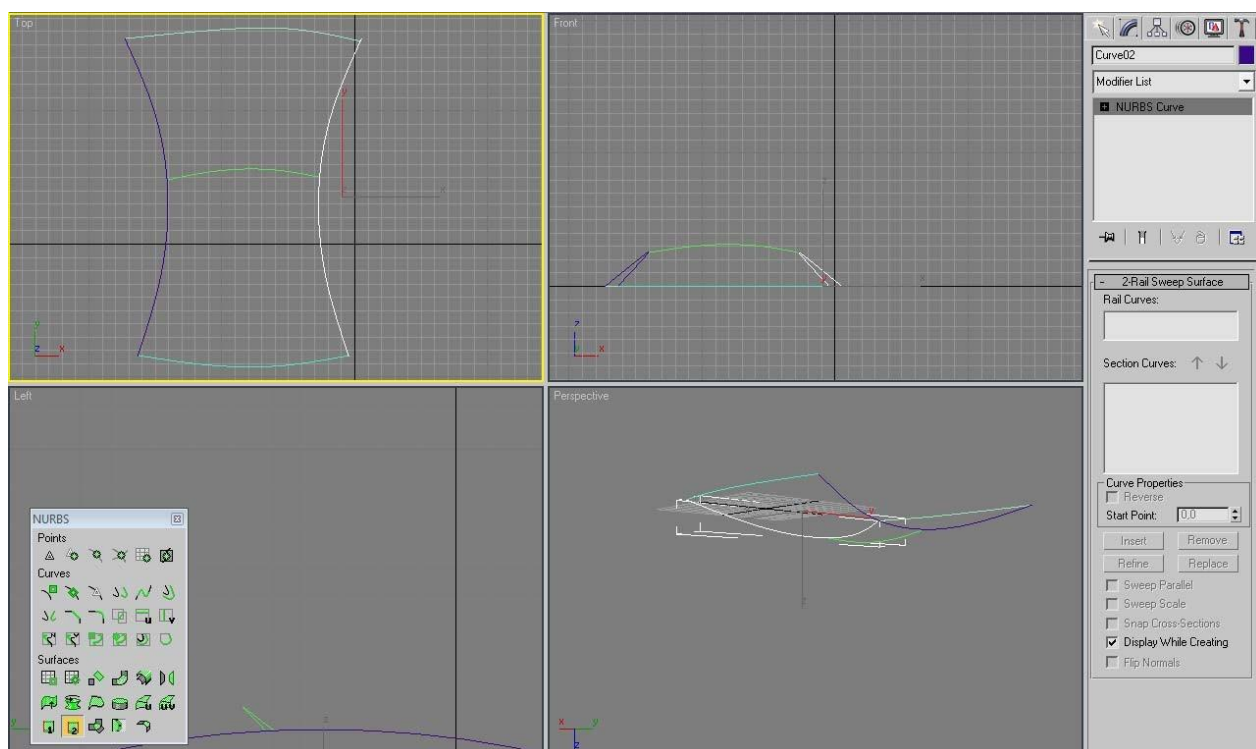 Top
Front
Curve02
Modifier List
NURBS Curve
y
x
z
x
y
z
x
z
x
- 2-Rail Sweep Surface
Rail Curves:
Section Curves:
Left
Perspective
Curve Properties
Reverse
Start Point: 0,0
Insert Remove
Refine Replace
Sweep Parallel
Sweep Scale
Snap Cross-Sections
Display While Creating
Flip Normals
NURBS
Points
Curves
Surfaces
y
x
y
z